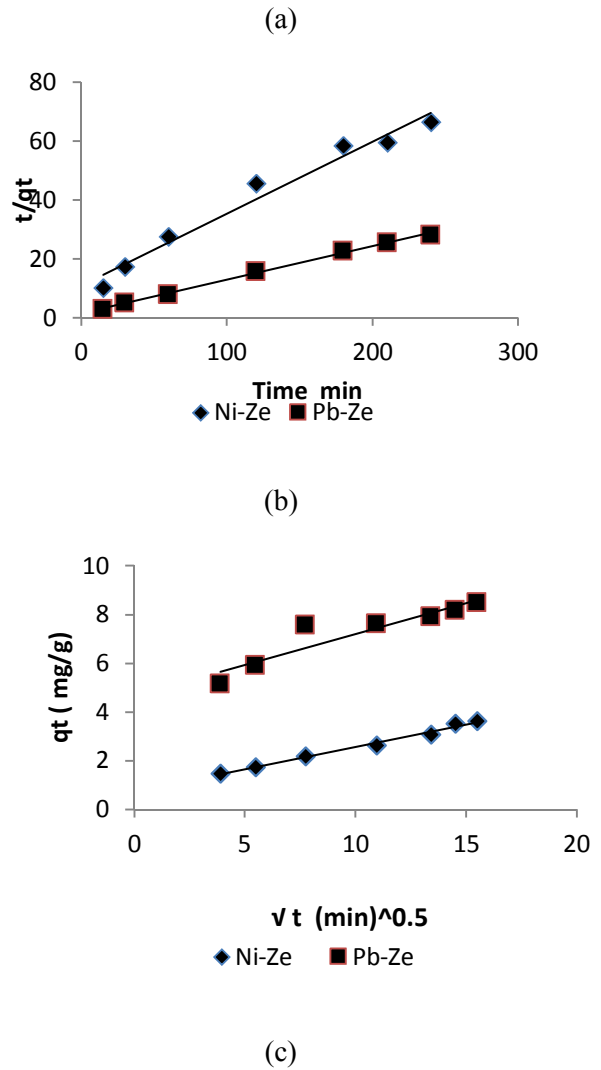 (a)
80
60
40
20
0
t/qt
0 100 200 300
Time min
Ni-Ze Pb-Ze
(b)
10
8
6
4
2
0
qt ( mg/g)
0 5 10 15 20
√ t (min)^0.5
Ni-Ze Pb-Ze
(c)